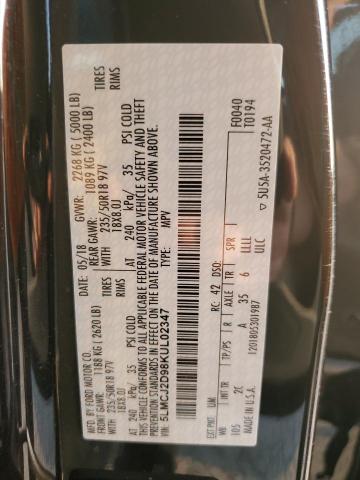 MFD. BY FORD MOTOR CO.
DATE: 05/18 GVWR: 2268 KG ( 5000 LB)
FRONT GAWR: 1188 KG ( 2620 LB) REAR GAWR: 1089 KG ( 2400 LB)
WITH 235/50R18 97V TIRES WITH 235/50R18 97V TIRES
18X8.0J RIMS 18X8.0J RIMS
AT 240 kPa/ 35 PSI COLD AT 240 kPa/ 35 PSI COLD
THIS VEHICLE CONFORMS TO ALL APPLICABLE FEDERAL MOTOR VEHICLE SAFETY AND THEFT
PREVENTION STANDARDS IN EFFECT ON THE DATE OF MANUFACTURE SHOWN ABOVE.
VIN: 5LMCJ2D98KUL02347
TYPE: MPV
F0040
T0194
EXT PNT: UM RC: 42 DSO:
INT TR TP/PS R AXLE TR SPR
105 2C A 35 6 LLLL
ULC
1201805301987
MADE IN U.S.A.
5U5A-3520472-AA